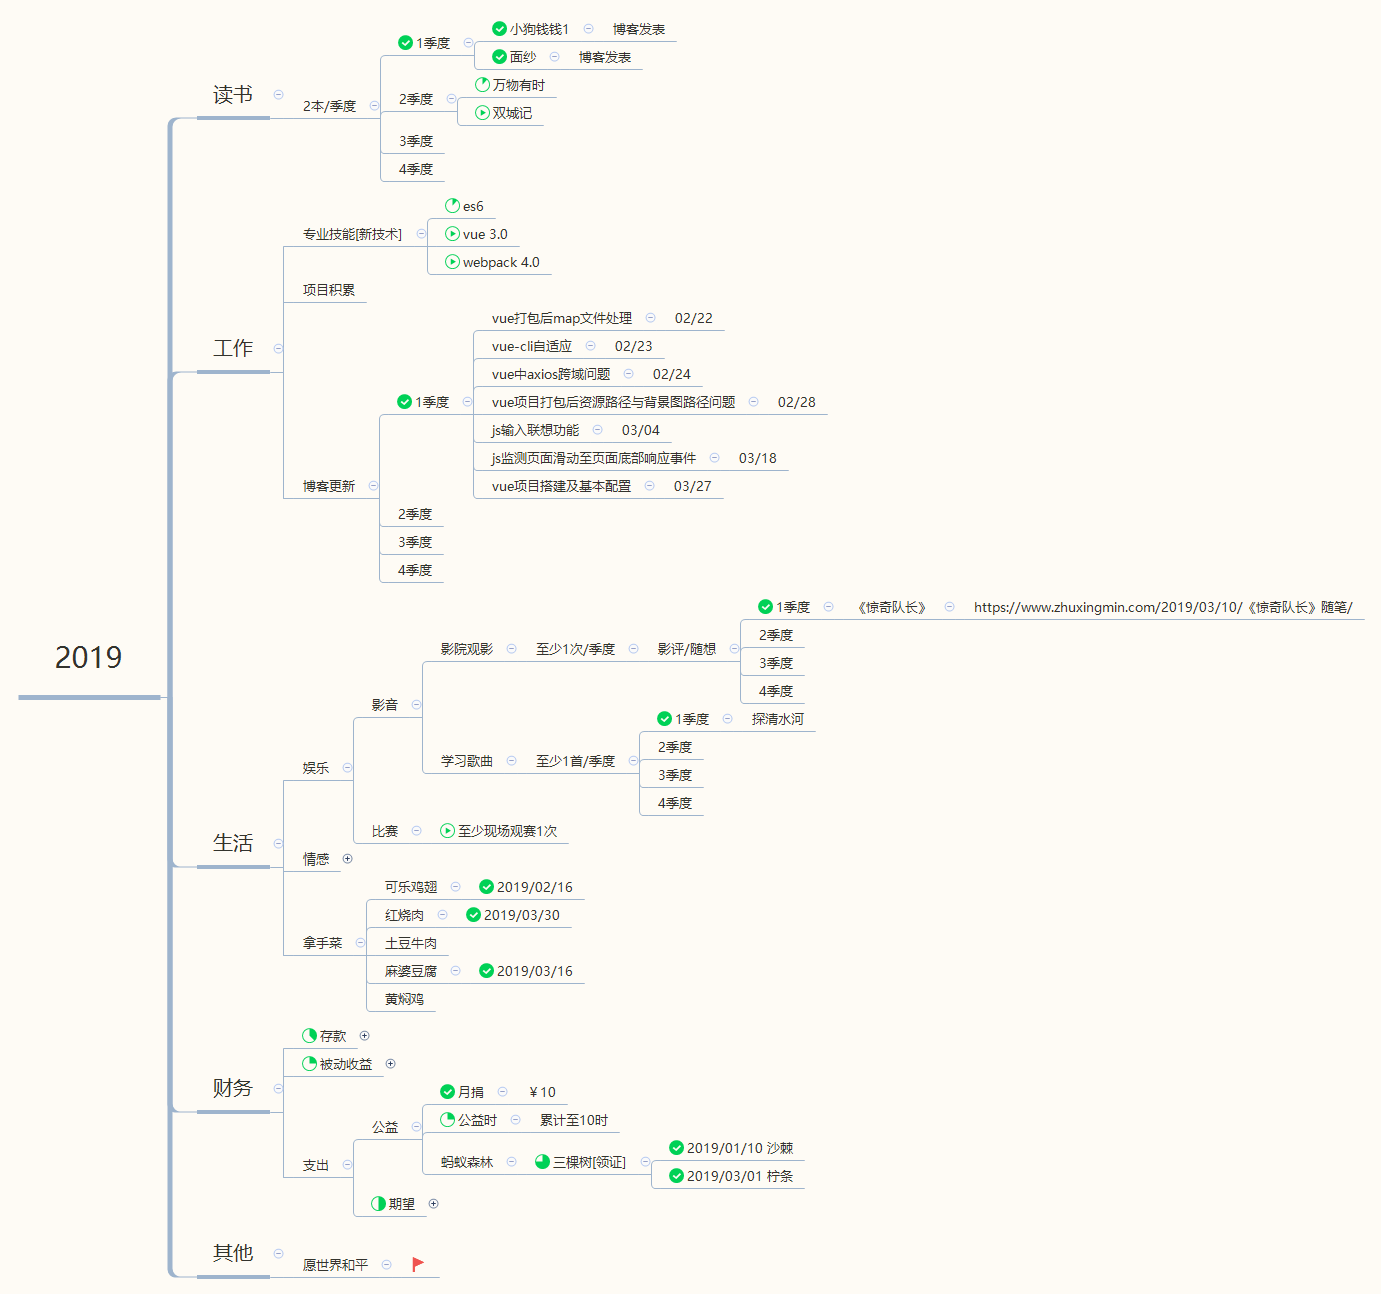 2019
读书
2本/季度
1季度
小狗钱钱1
博客发表
面纱
博客发表
2季度
万物有时
双城记
3季度
4季度
工作
专业技能[新技术]
es6
vue 3.0
webpack 4.0
项目积累
博客更新
1季度
vue打包后map文件处理
02/22
vue-cli自适应
02/23
vue中axios跨域问题
02/24
vue项目打包后资源路径与背景图路径问题
02/28
js输入联想功能
03/04
js监测页面滑动至页面底部响应事件
03/18
vue项目搭建及基本配置
03/27
2季度
3季度
4季度
生活
娱乐
影音
影院观影
至少1次/季度
影评/随想
1季度
《惊奇队长》
https://www.zhuxingmin.com/2019/03/10/《惊奇队长》随笔/
2季度
3季度
4季度
学习歌曲
至少1首/季度
1季度
探清水河
2季度
3季度
4季度
比赛
至少现场观赛1次
情感
拿手菜
可乐鸡翅
2019/02/16
红烧肉
2019/03/30
土豆牛肉
麻婆豆腐
2019/03/16
黄焖鸡
财务
存款
被动收益
支出
公益
月捐
￥10
公益时
累计至10时
蚂蚁森林
三棵树[领证]
2019/01/10 沙棘
2019/03/01 柠条
期望
其他
愿世界和平